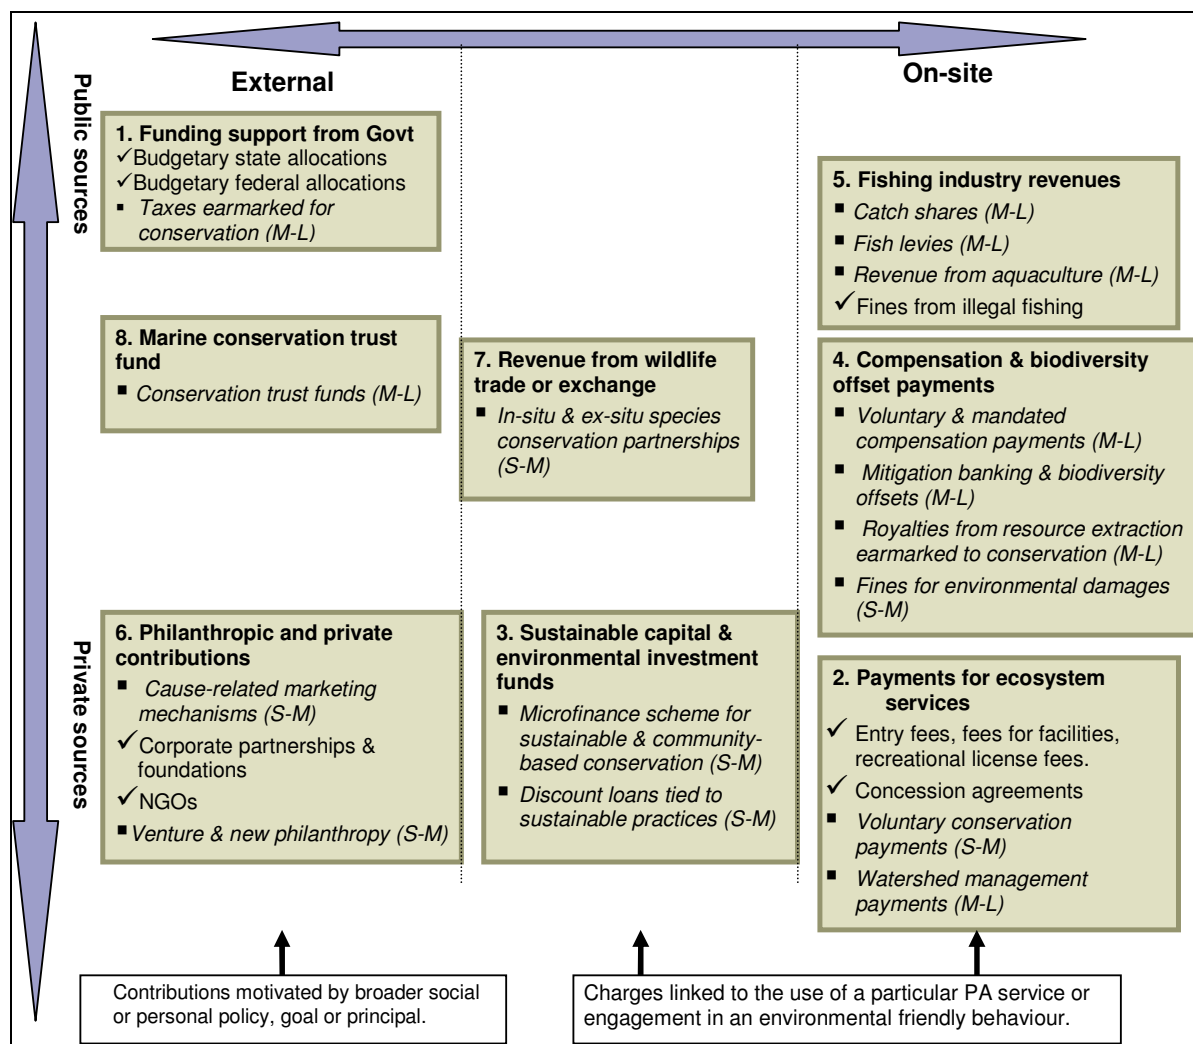 External
On-site
Public sources
1. Funding support from Govt
✓Budgetary state allocations
✓Budgetary federal allocations
▪ Taxes earmarked for
conservation (M-L)
5. Fishing industry revenues
▪ Catch shares (M-L)
▪ Fish levies (M-L)
▪ Revenue from aquaculture (M-L)
✓Fines from illegal fishing
8. Marine conservation trust
fund
▪ Conservation trust funds (M-L)
7. Revenue from wildlife
trade or exchange
▪ In-situ & ex-situ species
conservation partnerships
(S-M)
4. Compensation & biodiversity
offset payments
▪ Voluntary & mandated
compensation payments (M-L)
▪ Mitigation banking & biodiversity
offsets (M-L)
▪ Royalties from resource extraction
earmarked to conservation (M-L)
▪ Fines for environmental damages
(S-M)
Private sources
6. Philanthropic and private
contributions
▪ Cause-related marketing
mechanisms (S-M)
✓Corporate partnerships &
foundations
✓NGOs
▪ Venture & new philanthropy (S-M)
3. Sustainable capital &
environmental investment
funds
▪ Microfinance scheme for
sustainable & community-
based conservation (S-M)
▪ Discount loans tied to
sustainable practices (S-M)
2. Payments for ecosystem
services
✓ Entry fees, fees for facilities,
recreational license fees.
✓ Concession agreements
▪ Voluntary conservation
payments (S-M)
▪ Watershed management
payments (M-L)
Contributions motivated by broader social
or personal policy, goal or principal.
Charges linked to the use of a particular PA service or
engagement in an environmental friendly behaviour.